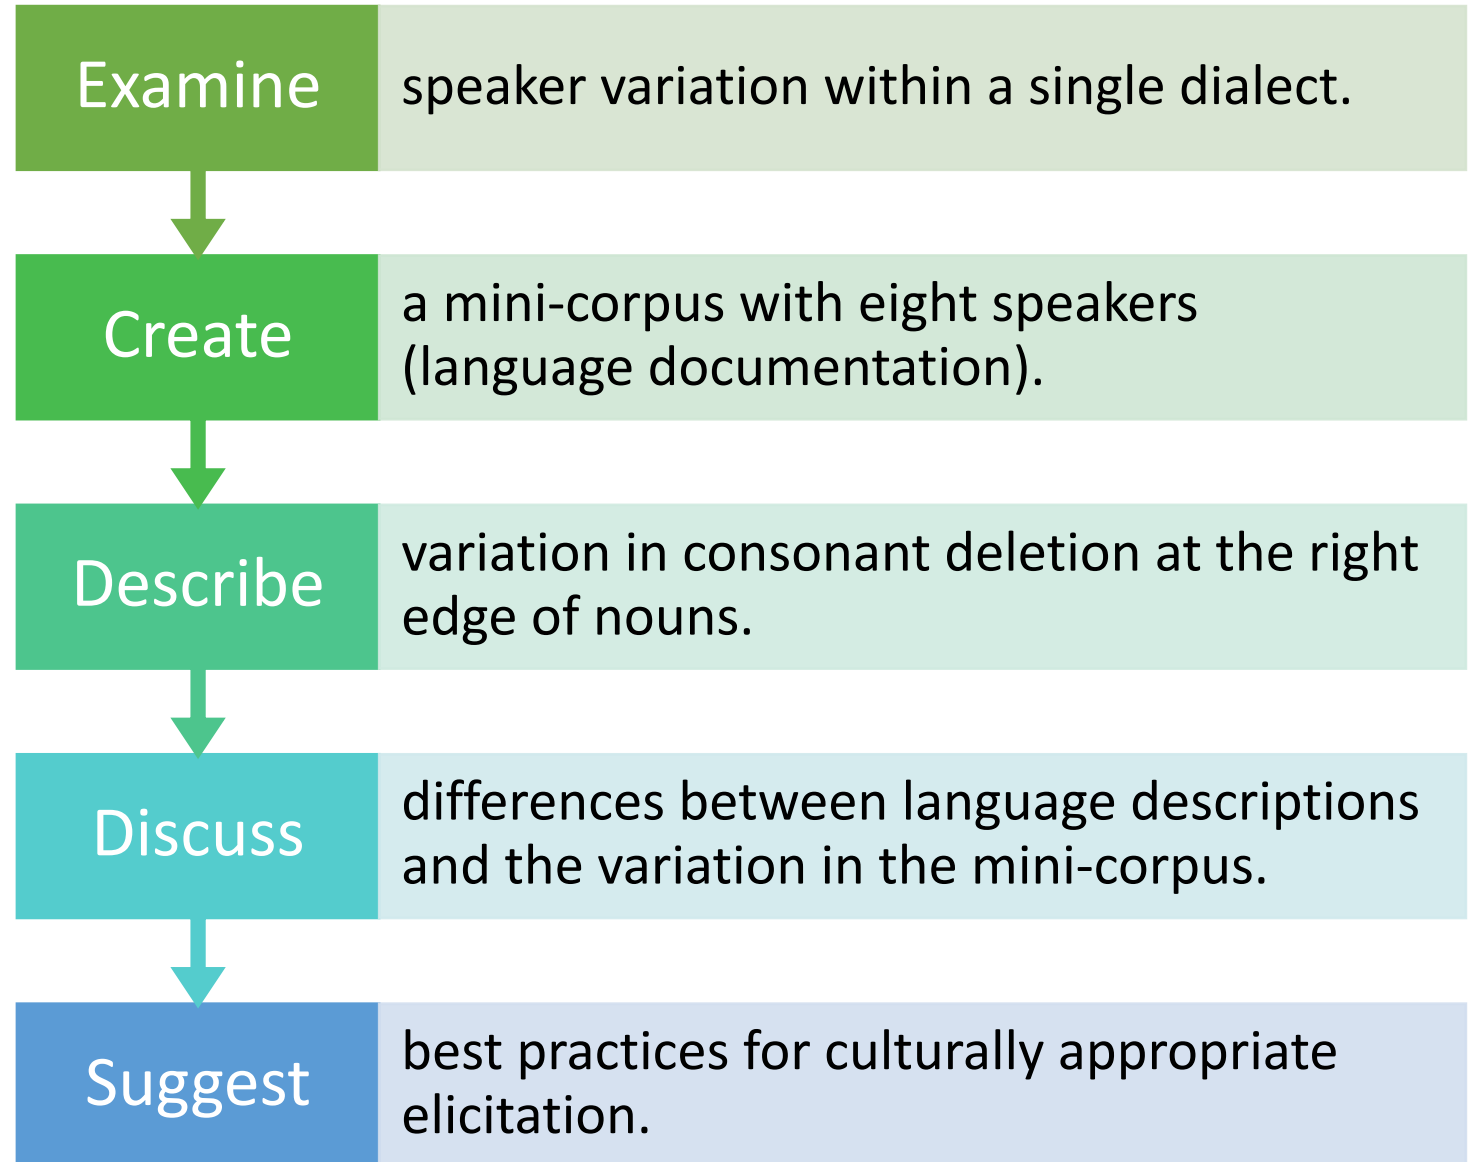 Examine
speaker variation within a single dialect.
Create
a mini-corpus with eight speakers
(language documentation).
Describe
variation in consonant deletion at the right
edge of nouns.
Discuss
differences between language descriptions
and the variation in the mini-corpus.
Suggest
best practices for culturally appropriate
elicitation.